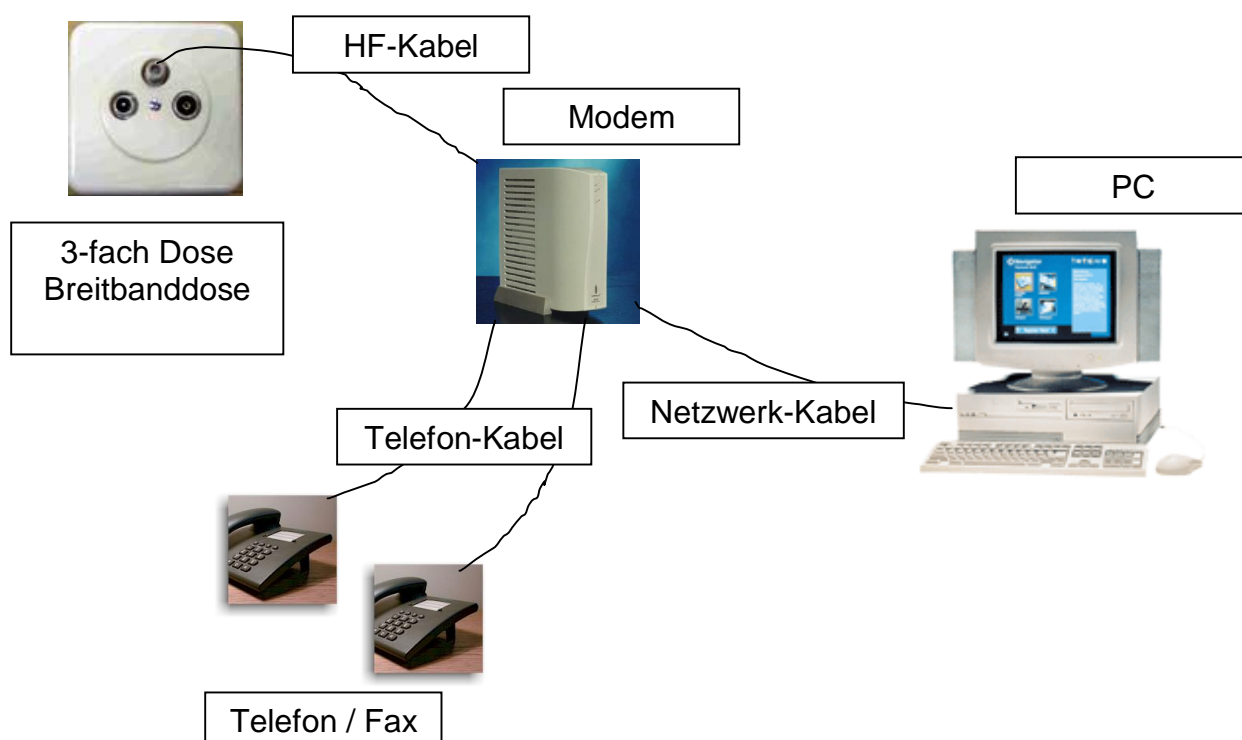 HF-Kabel
Modem
PC
3-fach Dose
Breitbanddose
Netzwerk-Kabel
Telefon-Kabel
Telefon / Fax